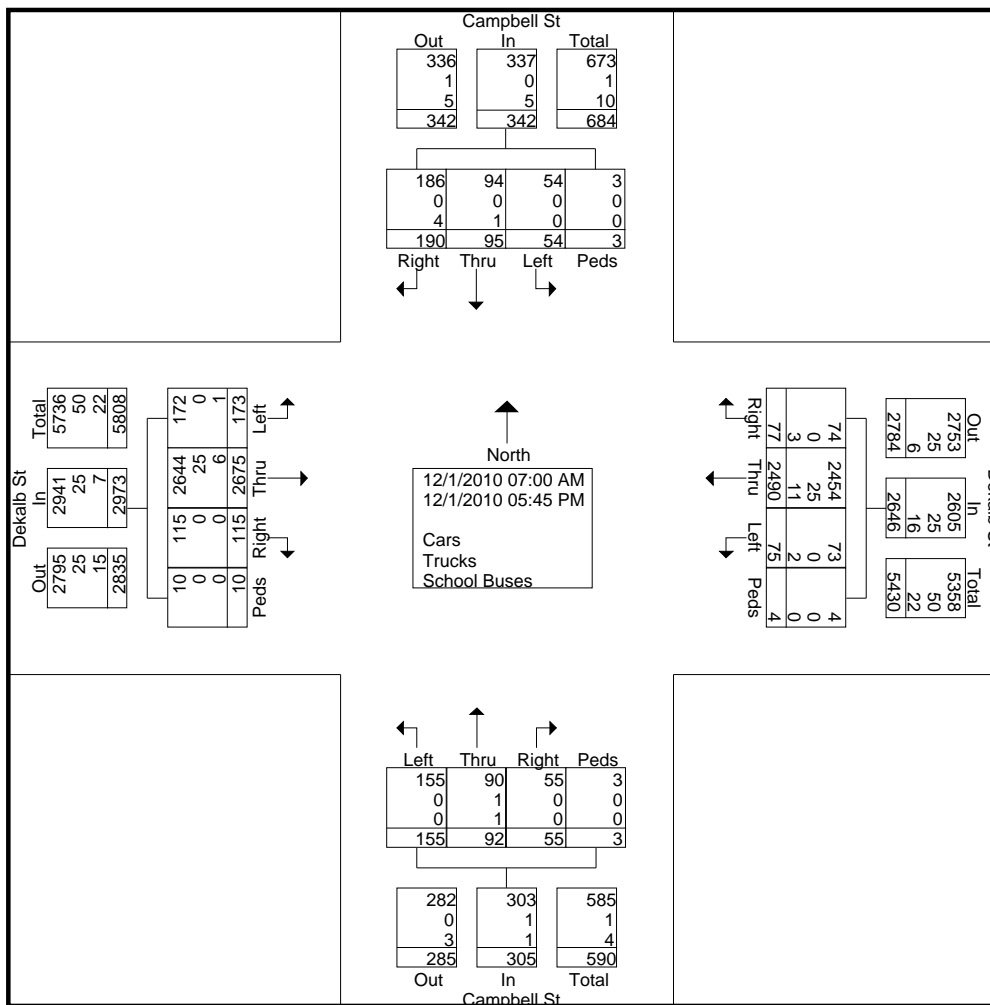 Campbell St
Out In Total
336 337 673
1 0 1
5 5 10
342 342 684
186 94 54 3
0 0 0 0
4 1 0 0
190 95 54 3
Right Thru Left Peds
Dekalb St
Total In Out
5736 2941 2795
50 25 25
22 7 15
5808 2973 2835
172 2644 115 10
0 25 0 0
1 6 0 0
173 2675 115 10
Left Thru Right Peds
North
12/1/2010 07:00 AM
12/1/2010 05:45 PM
Cars
Trucks
School Buses
Right Thru Left Peds
77 2490 75 4
3 11 2 0
0 25 0 0
74 2454 73 4
Out In Total
2753 2605 5358
25 25 50
6 16 22
2784 2646 5430
Left Thru Right Peds
155 90 55 3
0 1 0 0
0 1 0 0
155 92 55 3
282 303 585
0 1 1
3 1 4
285 305 590
Out In Total
Campbell St